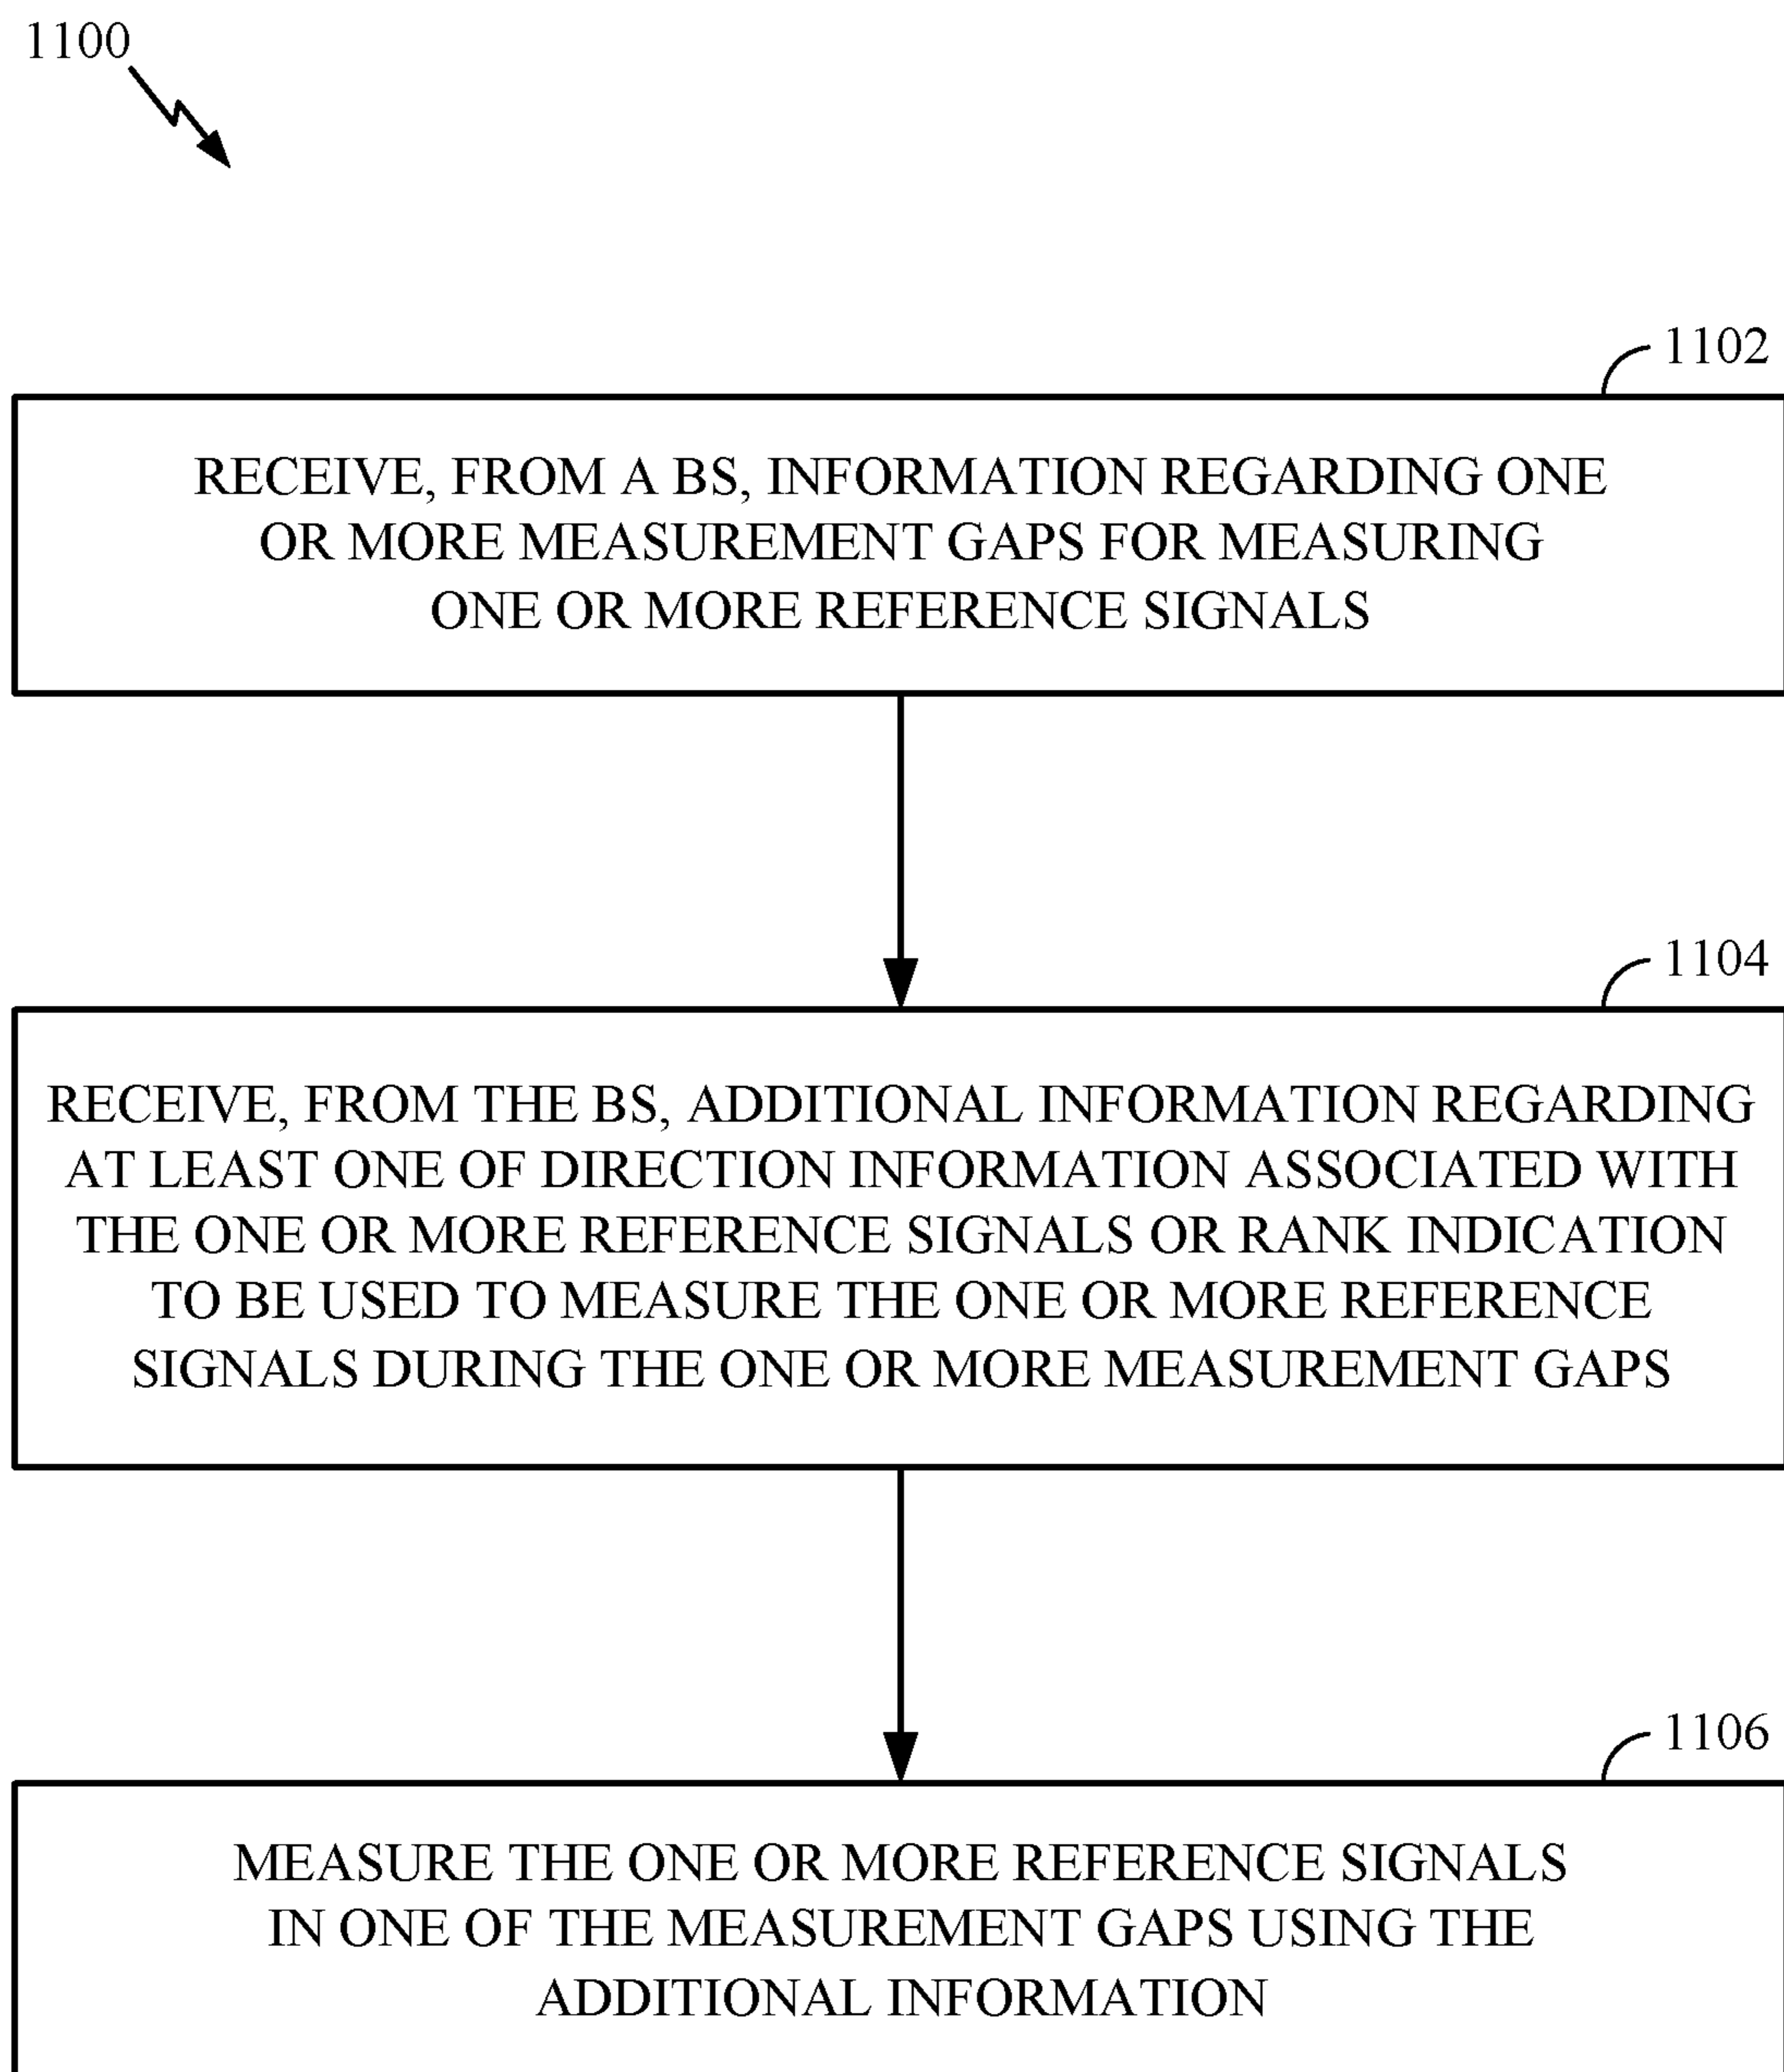 1100
1102
RECEIVE, FROM A BS, INFORMATION REGARDING ONE
OR MORE MEASUREMENT GAPS FOR MEASURING
ONE OR MORE REFERENCE SIGNALS
1104
RECEIVE, FROM THE BS, ADDITIONAL INFORMATION REGARDING
AT LEAST ONE OF DIRECTION INFORMATION ASSOCIATED WITH
THE ONE OR MORE REFERENCE SIGNALS OR RANK INDICATION
TO BE USED TO MEASURE THE ONE OR MORE REFERENCE
SIGNALS DURING THE ONE OR MORE MEASUREMENT GAPS
1106
MEASURE THE ONE OR MORE REFERENCE SIGNALS
IN ONE OF THE MEASUREMENT GAPS USING THE
ADDITIONAL INFORMATION